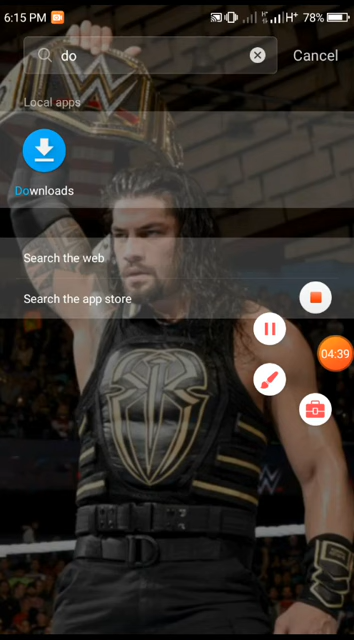 6:15 PM
H+ 78%
do
Cancel
Local apps
Downloads
Search the web
Search the app store
04:39